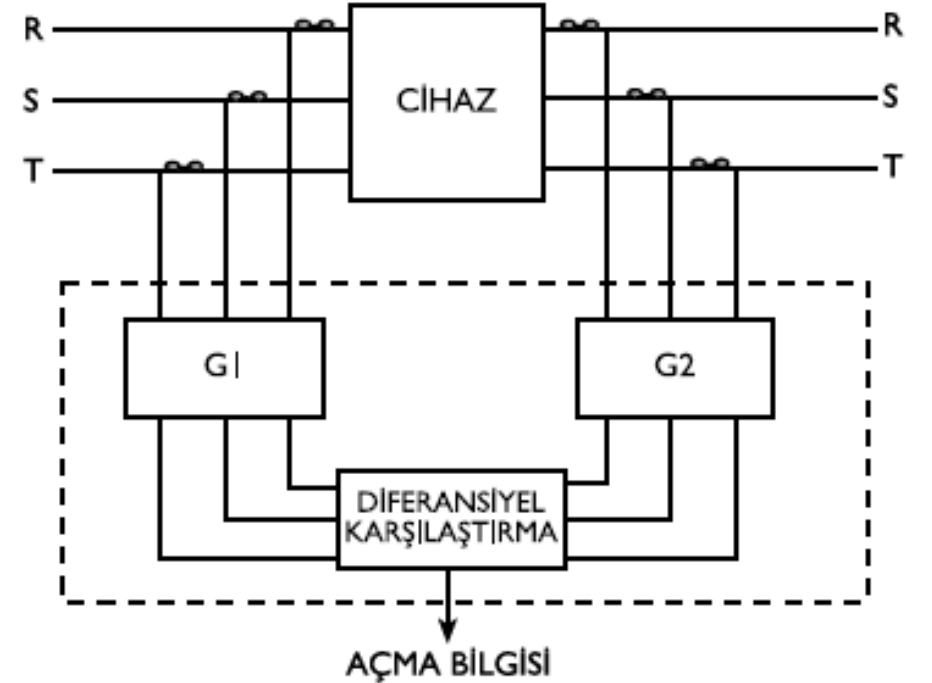 R
R
CİHAZ
S
S
T
T
G1
G2
DİFERANSİYEL
KARŞILAŞTIRMA
AÇMA BİLGİSİ